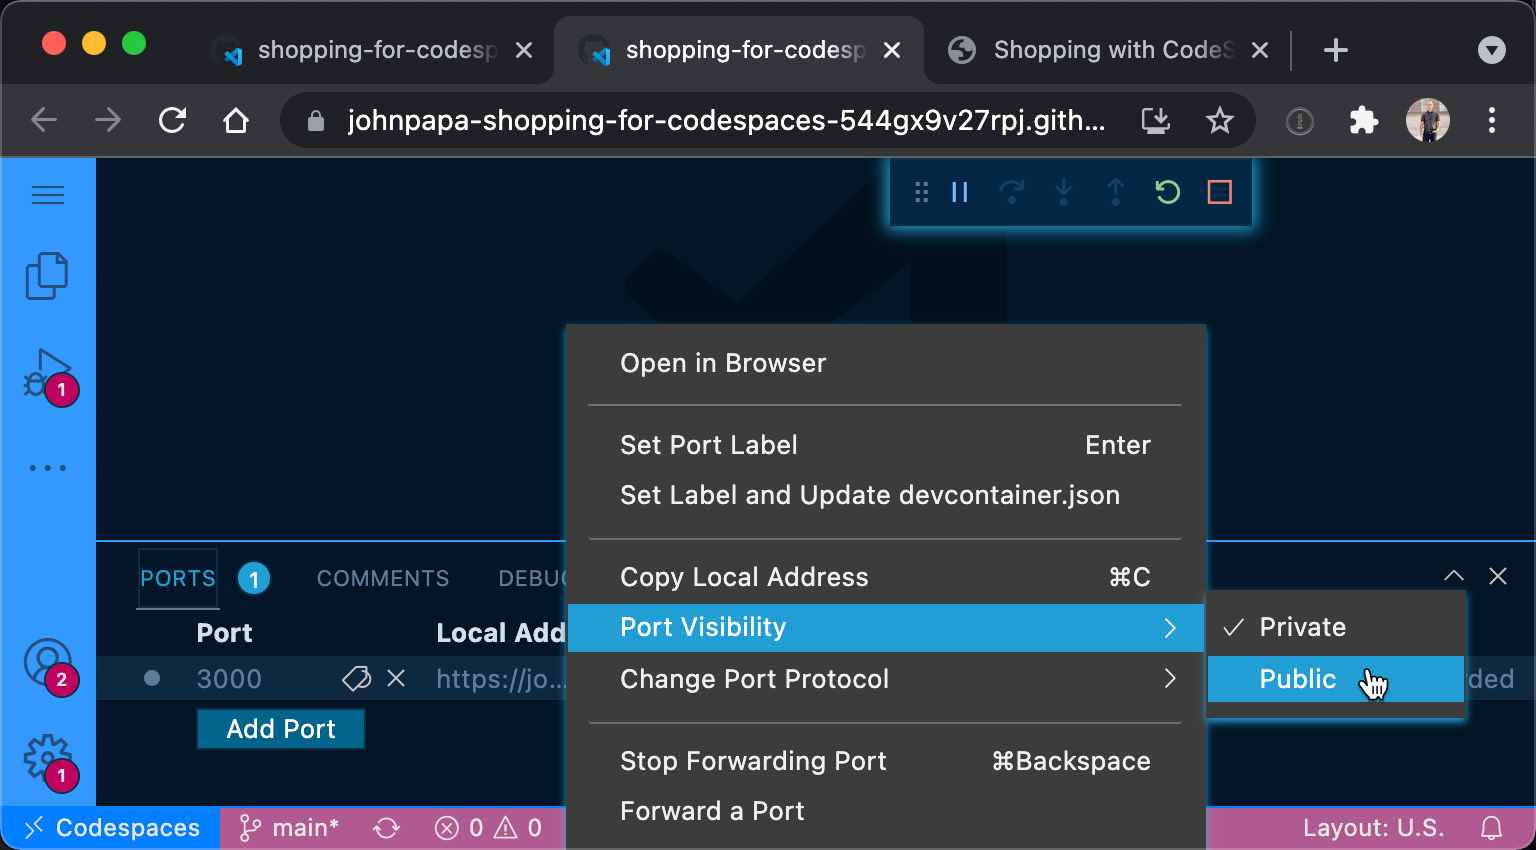 shopping-for-codesp
shopping-for-codesp
Shopping with CodeS
johnpapa-shopping-for-codespaces-544gx9v27rpj.gith...
1
Open in Browser
Set Port Label Enter
Set Label and Update devcontainer.json
PORTS 1 COMMENTS DEBUG
Copy Local Address ⌘C
Port Local Add
Port Visibility
Private
3000 https://jo...
Change Port Protocol
Public
ded
2
Add Port
Stop Forwarding Port ⌘Backspace
1
Forward a Port
Codespaces main* 0 0 Layout: U.S.